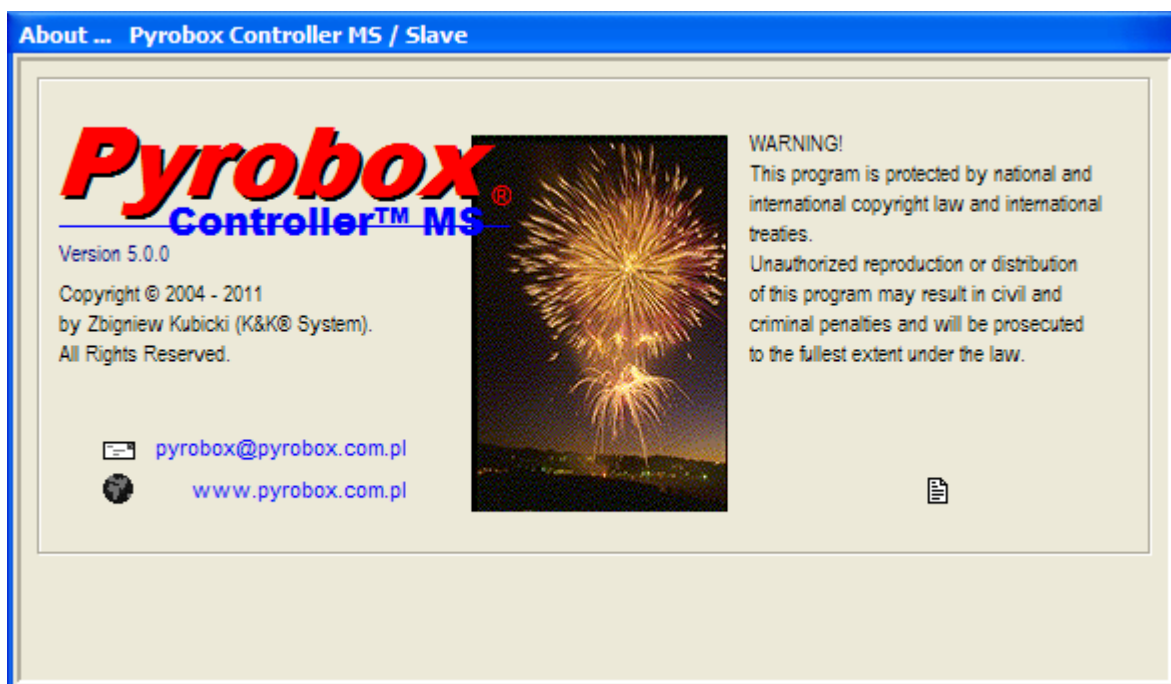 About ... Pyrobox Controller MS / Slave
Pyrobox®
Controller™ MS
Version 5.0.0
Copyright © 2004 - 2011
by Zbigniew Kubicki (K&K® System).
All Rights Reserved.
pyrobox@pyrobox.com.pl
www.pyrobox.com.pl
WARNING!
This program is protected by national and
international copyright law and international
treaties.
Unauthorized reproduction or distribution
of this program may result in civil and
criminal penalties and will be prosecuted
to the fullest extent under the law.